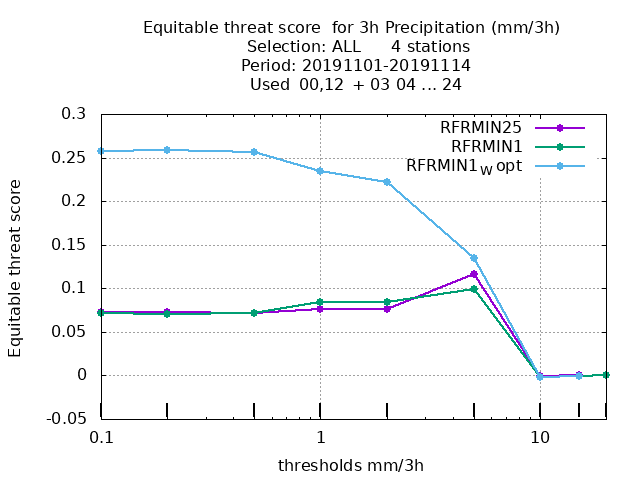 Equitable threat score for 3h Precipitation (mm/3h)
Selection: ALL 4 stations
Period: 20191101-20191114
Used 00,12 + 03 04 ... 24
RFRMIN25
RFRMIN1
RFRMIN1W opt
0.3
0.25
0.2
0.15
0.1
0.05
0
-0.05
Equitable threat score
0.1 1 10
thresholds mm/3h